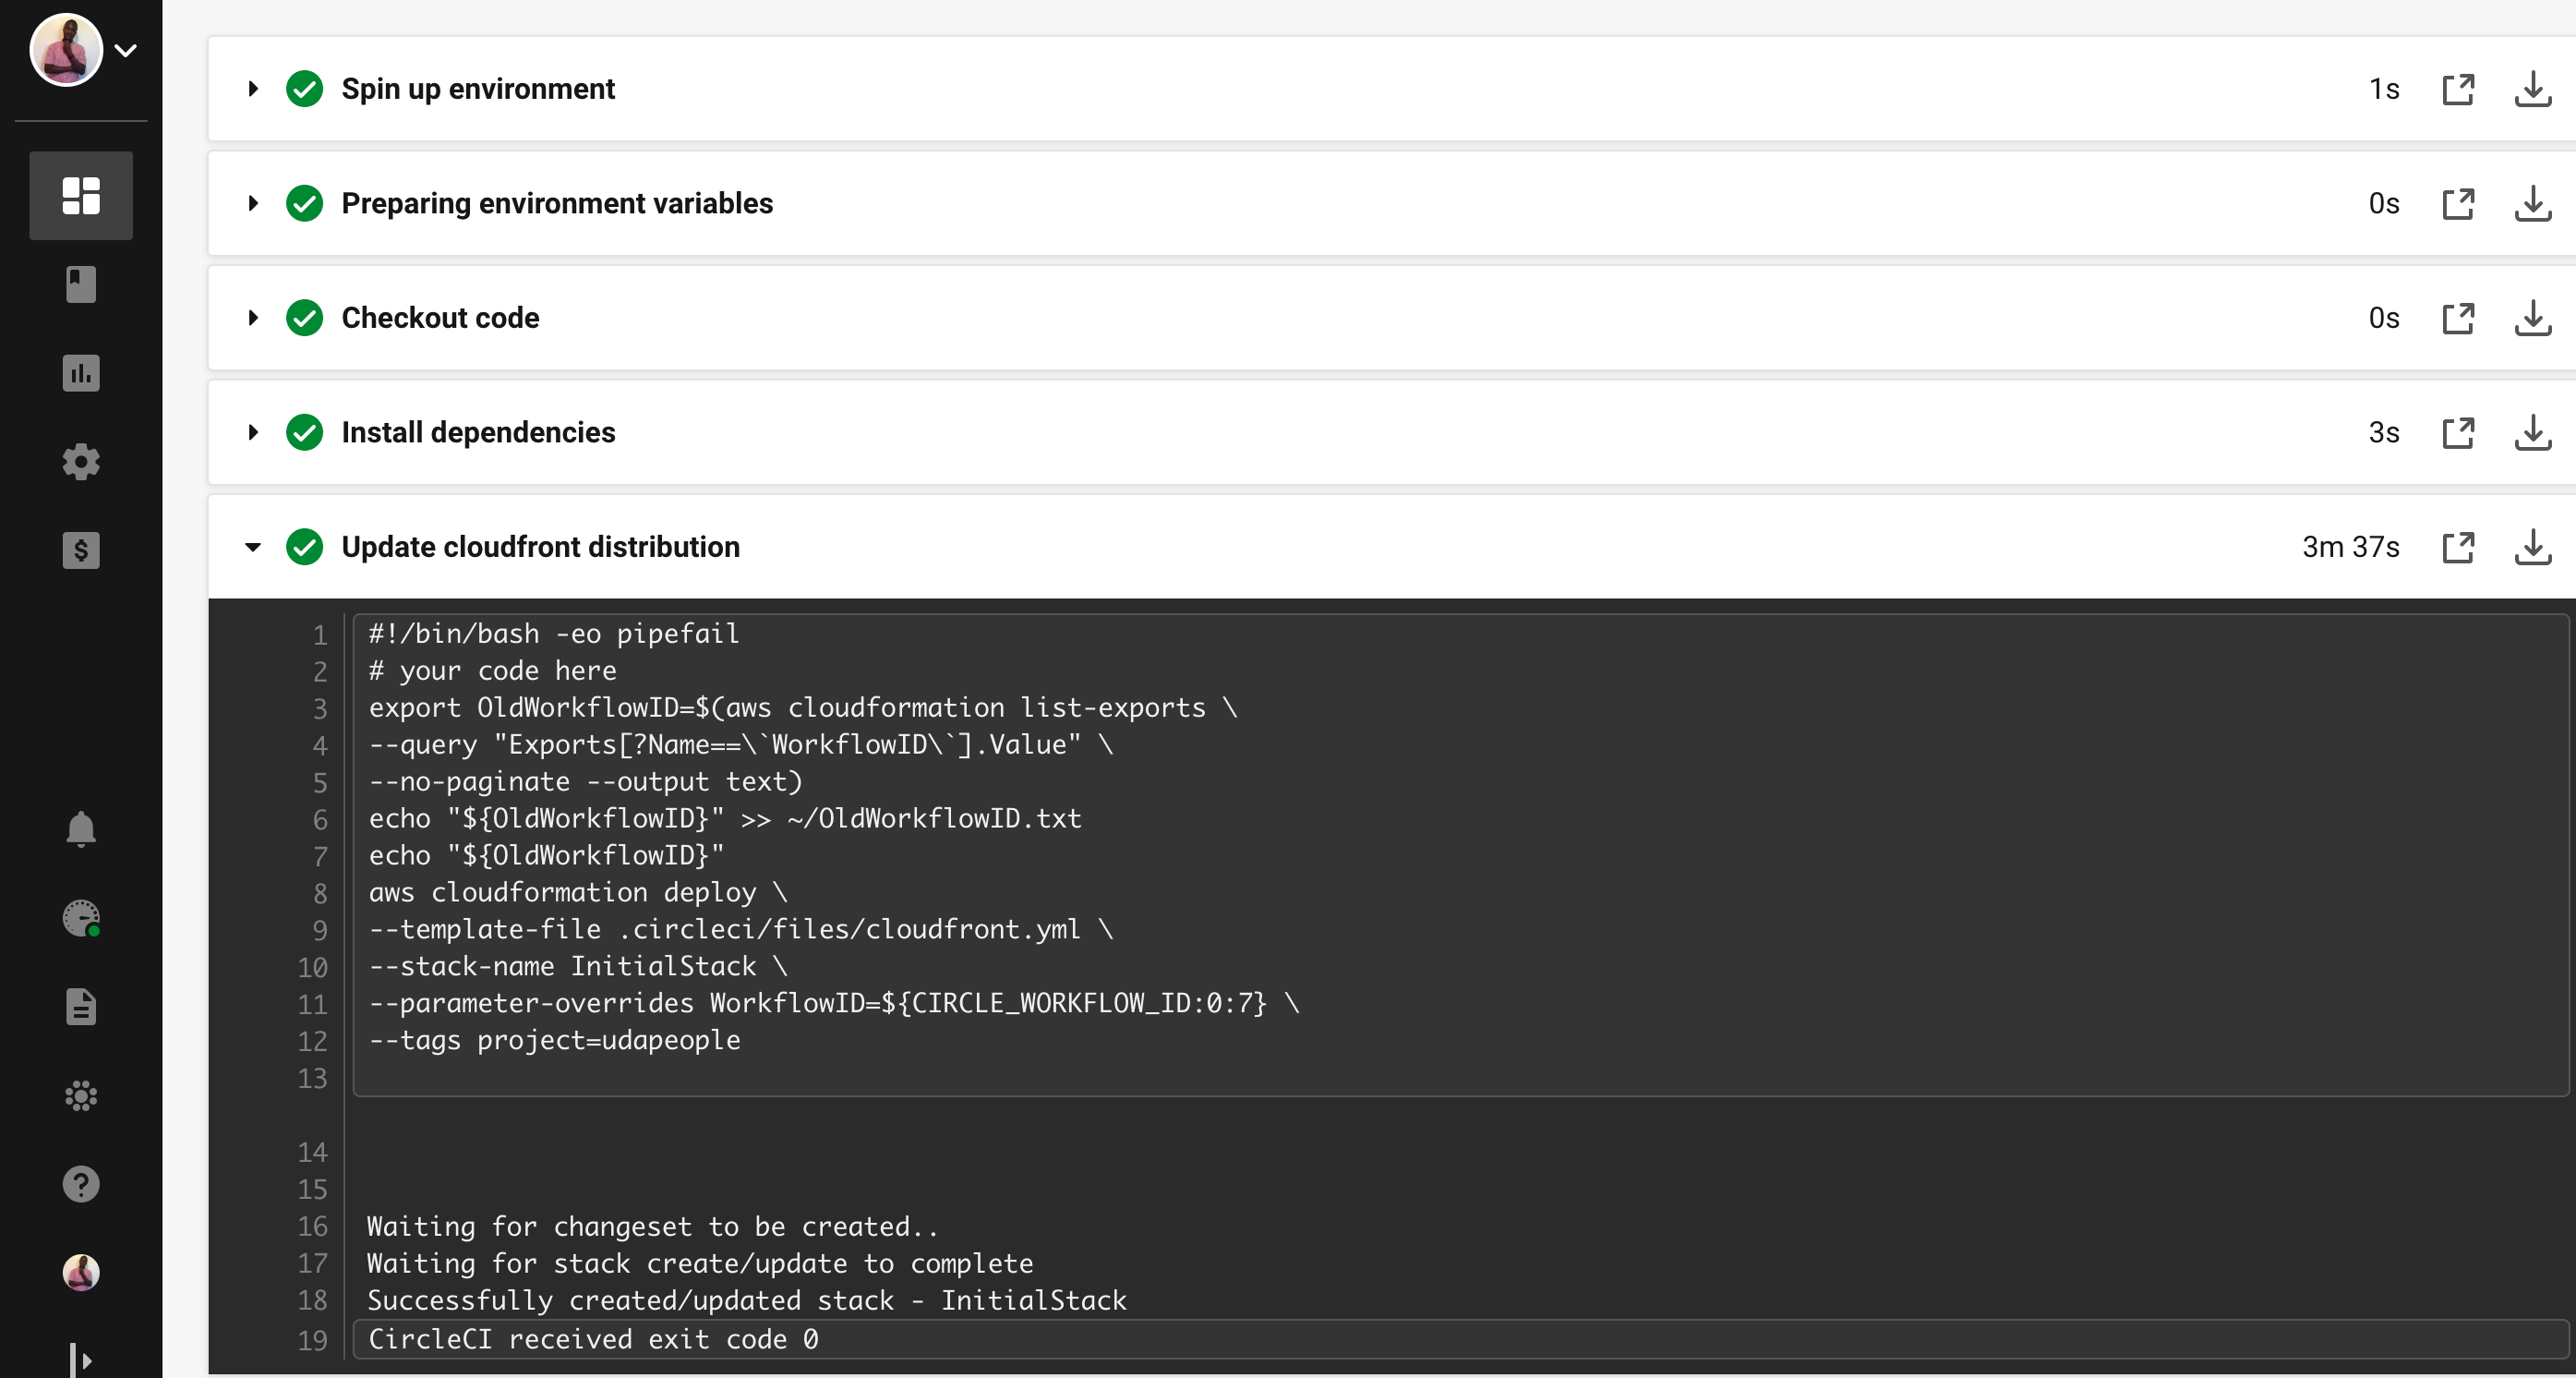 Spin up environment 1s
Preparing environment variables 0s
Checkout code 0s
Install dependencies 3s
Update cloudfront distribution 3m 37s
1 #!/bin/bash -eo pipefail
2 # your code here
3 export OldWorkflowID=$(aws cloudformation list-exports \
4 --query "Exports[?Name==\`WorkflowID\`].Value" \
5 --no-paginate --output text)
6 echo "${OldWorkflowID}" >> ~/OldWorkflowID.txt
7 echo "${OldWorkflowID}"
8 aws cloudformation deploy \
9 --template-file .circleci/files/cloudfront.yml \
10 --stack-name InitialStack \
11 --parameter-overrides WorkflowID=${CIRCLE_WORKFLOW_ID:0:7} \
12 --tags project=udapeople
13
14
15
16 Waiting for changeset to be created..
17 Waiting for stack create/update to complete
18 Successfully created/updated stack - InitialStack
19 CircleCI received exit code 0